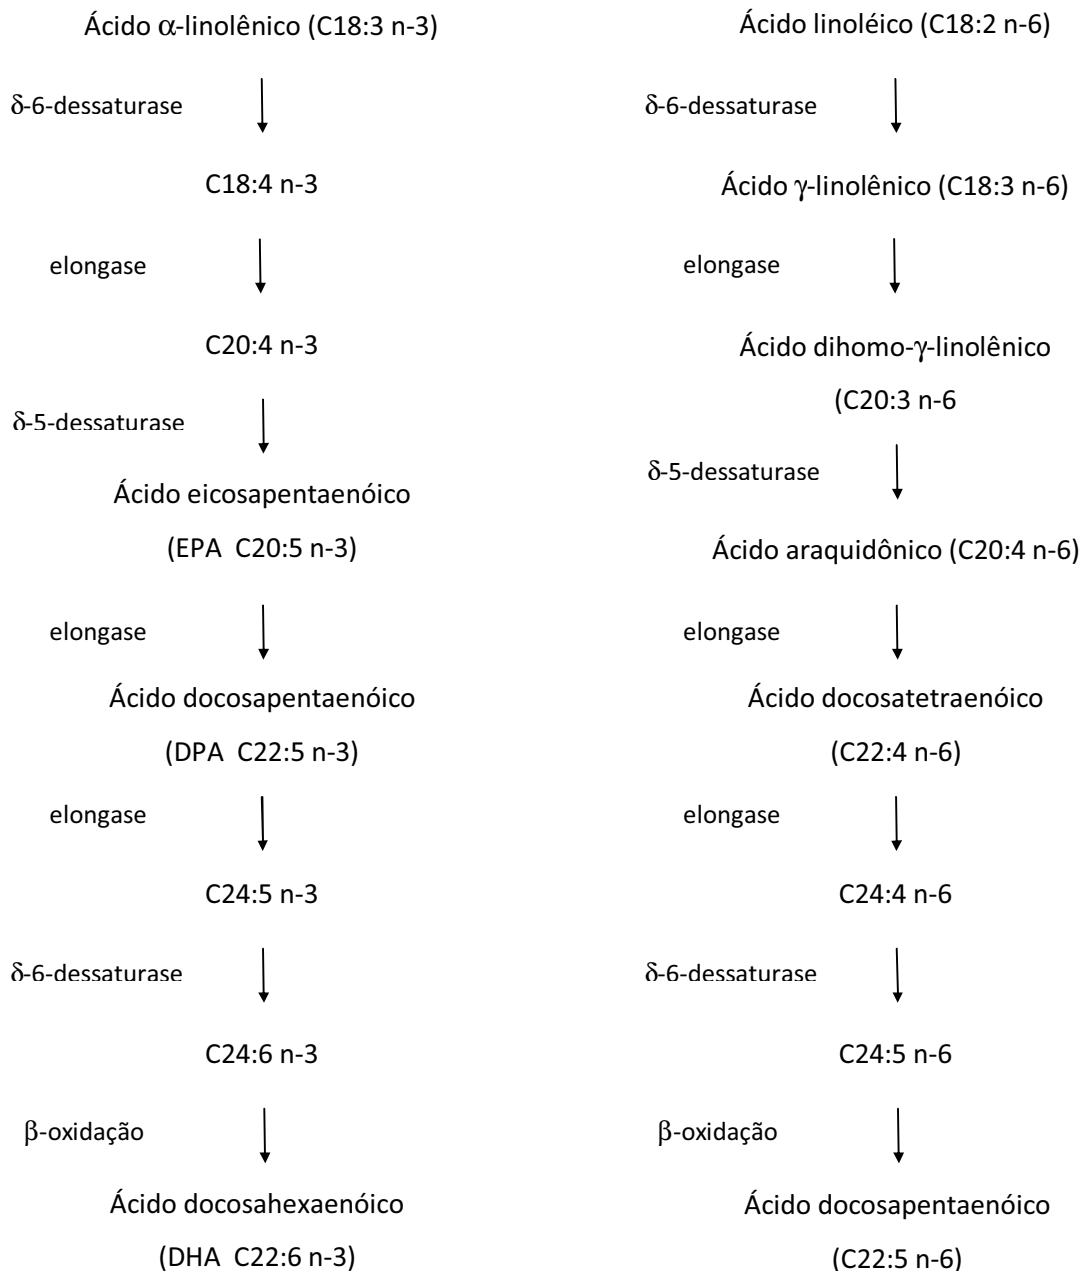 Ácido α-linolênico (C18:3 n-3)
δ-6-dessaturase
C18:4 n-3
elongase
C20:4 n-3
δ-5-dessaturase
Ácido eicosapentaenóico
(EPA C20:5 n-3)
elongase
Ácido docosapentaenóico
(DPA C22:5 n-3)
elongase
C24:5 n-3
δ-6-dessaturase
C24:6 n-3
β-oxidação
Ácido docosahexaenóico
(DHA C22:6 n-3)
Ácido linoléico (C18:2 n-6)
δ-6-dessaturase
Ácido γ-linolênico (C18:3 n-6)
elongase
Ácido dihomo-γ-linolênico
(C20:3 n-6
δ-5-dessaturase
Ácido araquidônico (C20:4 n-6)
elongase
Ácido docosatetraenóico
(C22:4 n-6)
elongase
C24:4 n-6
δ-6-dessaturase
C24:5 n-6
β-oxidação
Ácido docosapentaenóico
(C22:5 n-6)